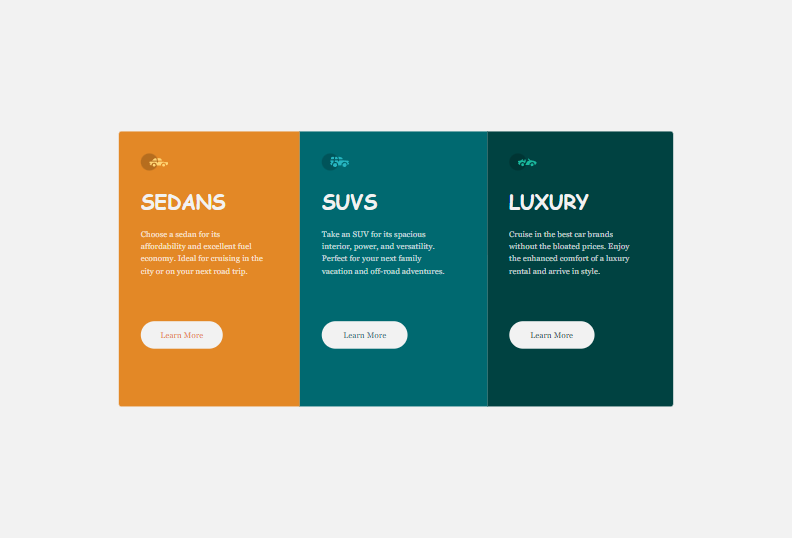 SEDANS
Choose a sedan for its
affordability and excellent fuel
economy. Ideal for cruising in the
city or on your next road trip.
Learn More
SUVS
Take an SUV for its spacious
interior, power, and versatility.
Perfect for your next family
vacation and off-road adventures.
Learn More
LUXURY
Cruise in the best car brands
without the bloated prices. Enjoy
the enhanced comfort of a luxury
rental and arrive in style.
Learn More